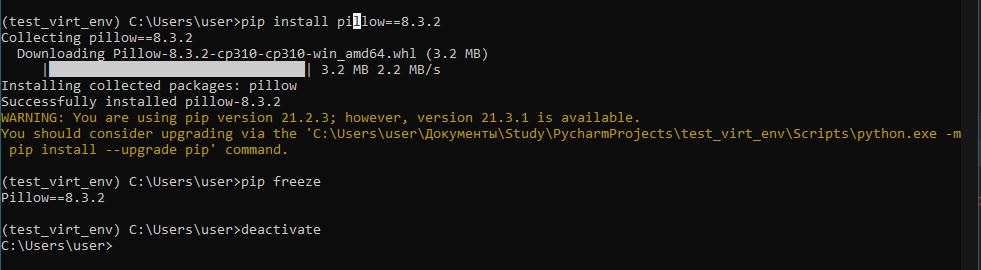 (test_virt_env) C:\Users\user>pip install pillow==8.3.2
Collecting pillow==8.3.2
  Downloading Pillow-8.3.2-cp310-cp310-win_amd64.whl (3.2 MB)
     |████████████████████████████████| 3.2 MB 2.2 MB/s
Installing collected packages: pillow
Successfully installed pillow-8.3.2
WARNING: You are using pip version 21.2.3; however, version 21.3.1 is available.
You should consider upgrading via the 'C:\Users\user\Документы\Study\PycharmProjects\test_virt_env\Scripts\python.exe -m
 pip install --upgrade pip' command.
(test_virt_env) C:\Users\user>pip freeze
Pillow==8.3.2
(test_virt_env) C:\Users\user>deactivate
C:\Users\user>